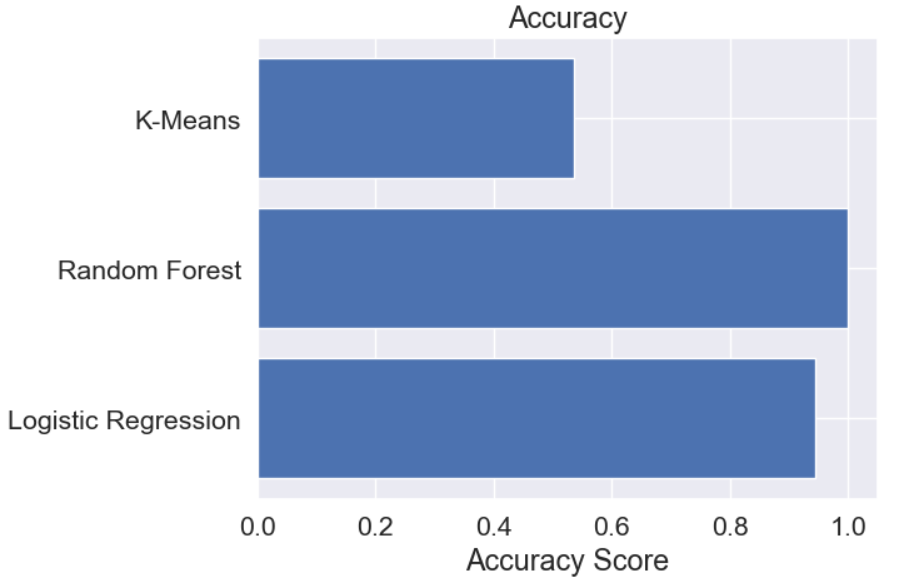 Accuracy
K-Means
Random Forest
Logistic Regression
0.0 0.2 0.4 0.6 0.8 1.0
Accuracy Score